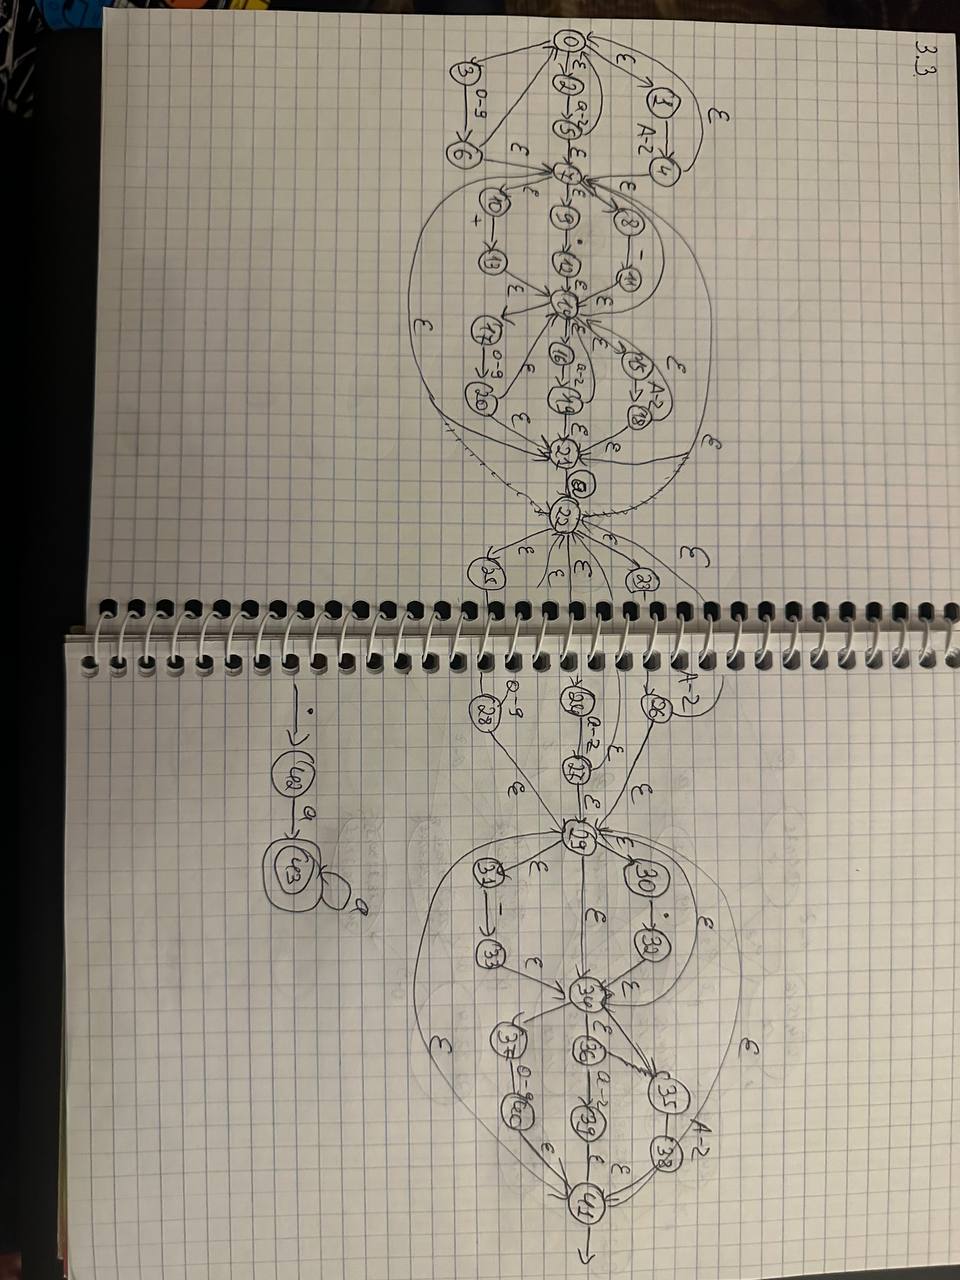 3.3
0 ε 1 A-Z 4 ε
ε 2 a-z 5 ε 7
3 0-9 6 ε
ε 8 - 11 ε
ε 9 . 12 ε 14
ε 10 + 13 ε
ε 15 A-Z 18 ε
ε 16 a-z 19 ε 21 @ 22
17 0-9 20 ε ε
ε ε ε
ε 23 A-Z 26 ε ε
ε 24 a-z 27 ε ε 29
ε 25 0-9 28 ε
ε 30 . 32 ε ε
ε 34
ε 31 - 33 ε
35 A-Z 38 ε ε
ε 36 a-z 39 ε 41
37 0-9 40 ε ε
. 42 a 43 a